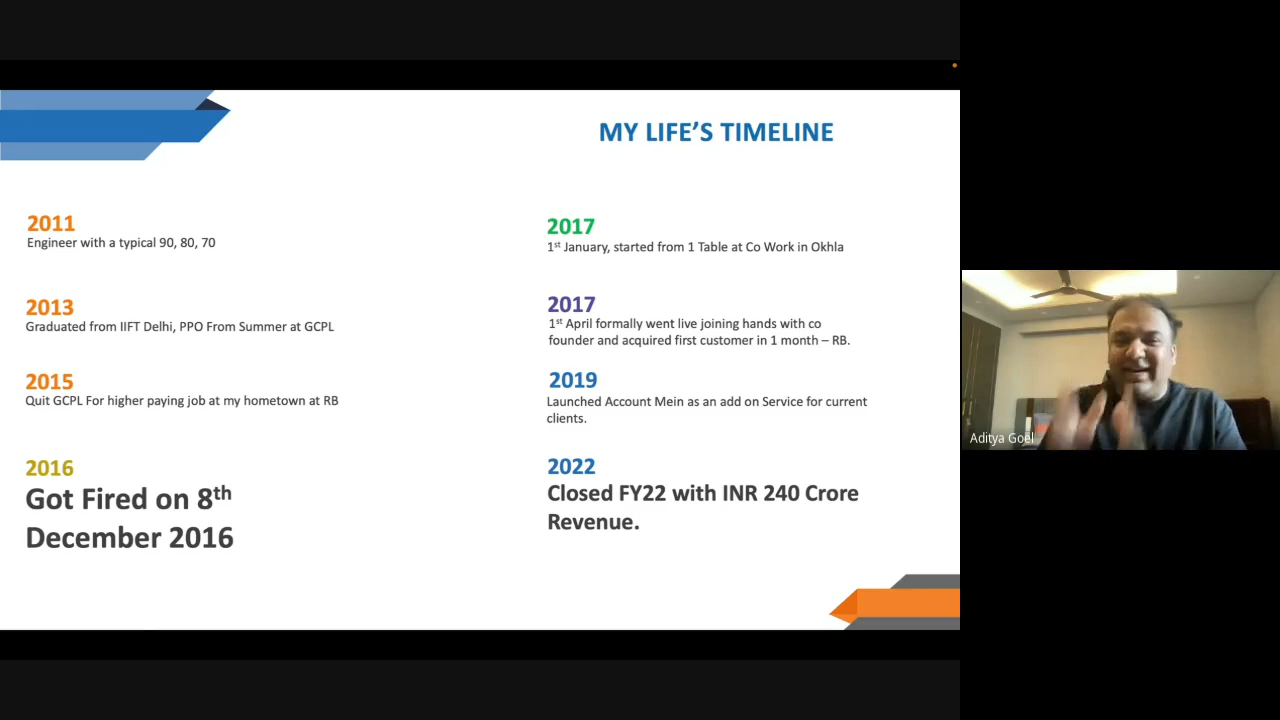 MY LIFE’S TIMELINE
2011
Engineer with a typical 90, 80, 70
2013
Graduated from IIFT Delhi, PPO From Summer at GCPL
2015
Quit GCPL For higher paying job at my hometown at RB
2016
Got Fired on 8th
December 2016
2017
1st January, started from 1 Table at Co Work in Okhla
2017
1st April formally went live joining hands with co
founder and acquired first customer in 1 month – RB.
2019
Launched Account Mein as an add on Service for current
clients.
2022
Closed FY22 with INR 240 Crore
Revenue.
Aditya Goel